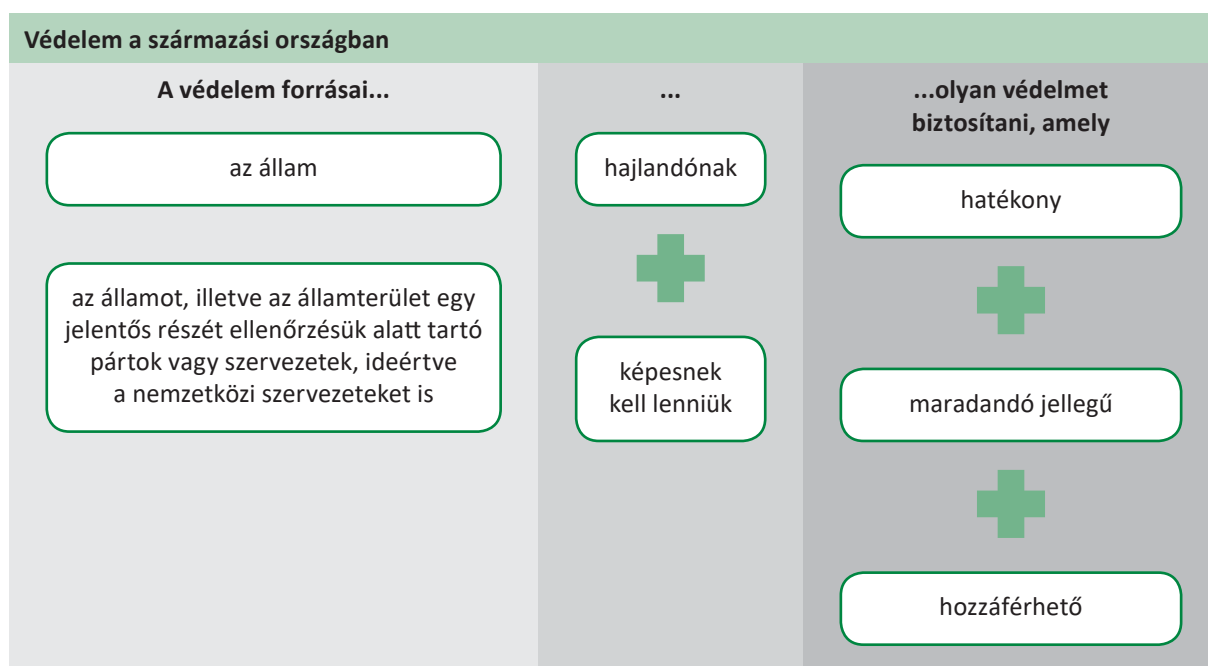 Védelem a származási országban
A védelem forrásai...
az állam
az államot, illetve az államterület egy
jelentős részét ellenőrzésük alatt tartó
pártok vagy szervezetek, ideértve
a nemzetközi szervezeteket is
...
hajlandónak
képesnek
kell lenniük
...olyan védelmet
biztosítani, amely
hatékony
maradandó jellegű
hozzáférhető